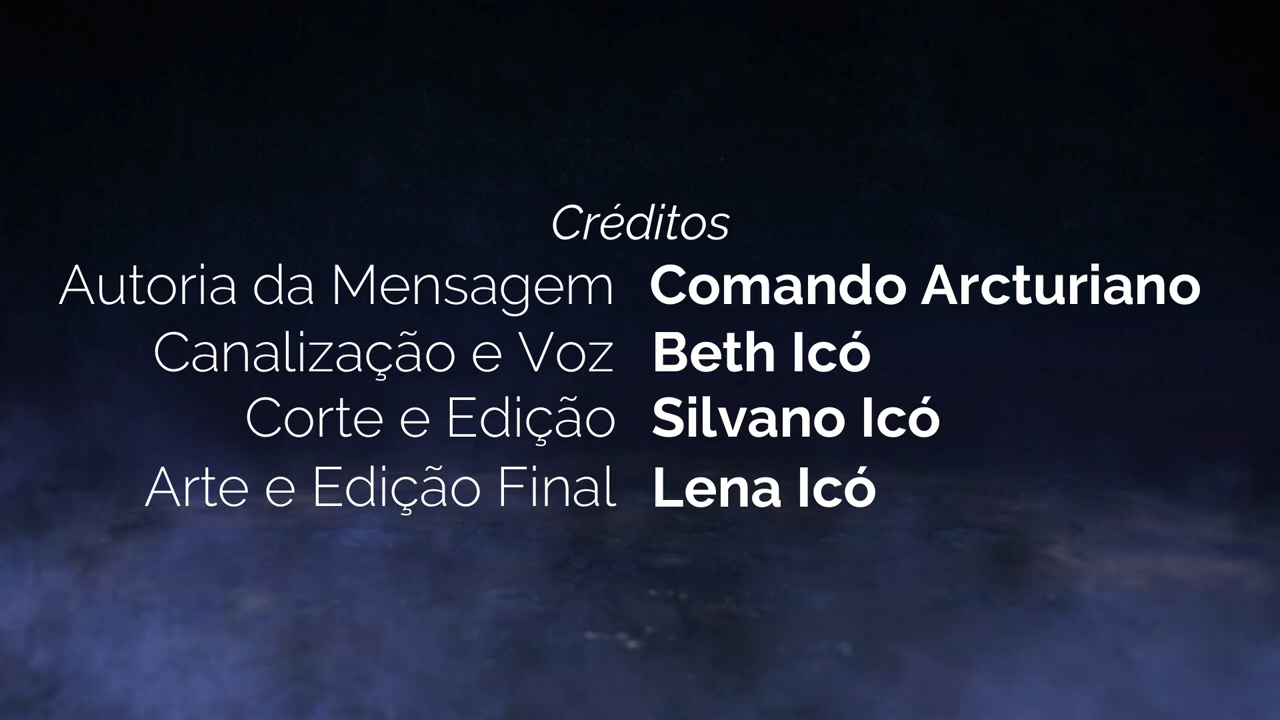 Créditos
Autoria da Mensagem Comando Arcturiano
Canalização e Voz Beth Icó
Corte e Edição Silvano Icó
Arte e Edição Final Lena Icó